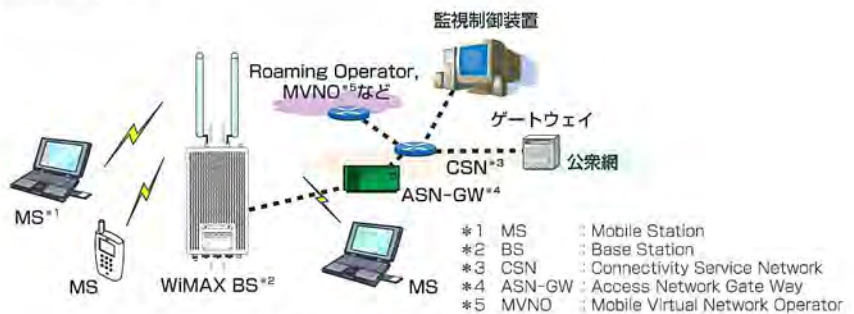 監視制御装置
Roaming Operator,
MVNO*5など
ゲートウェイ
公衆網
CSN*3
ASN-GW*4
MS*1
MS
WiMAX BS*2
MS
*1 MS : Mobile Station
*2 BS : Base Station
*3 CSN : Connectivity Service Network
*4 ASN-GW : Access Network Gate Way
*5 MVNO : Mobile Virtual Network Operator